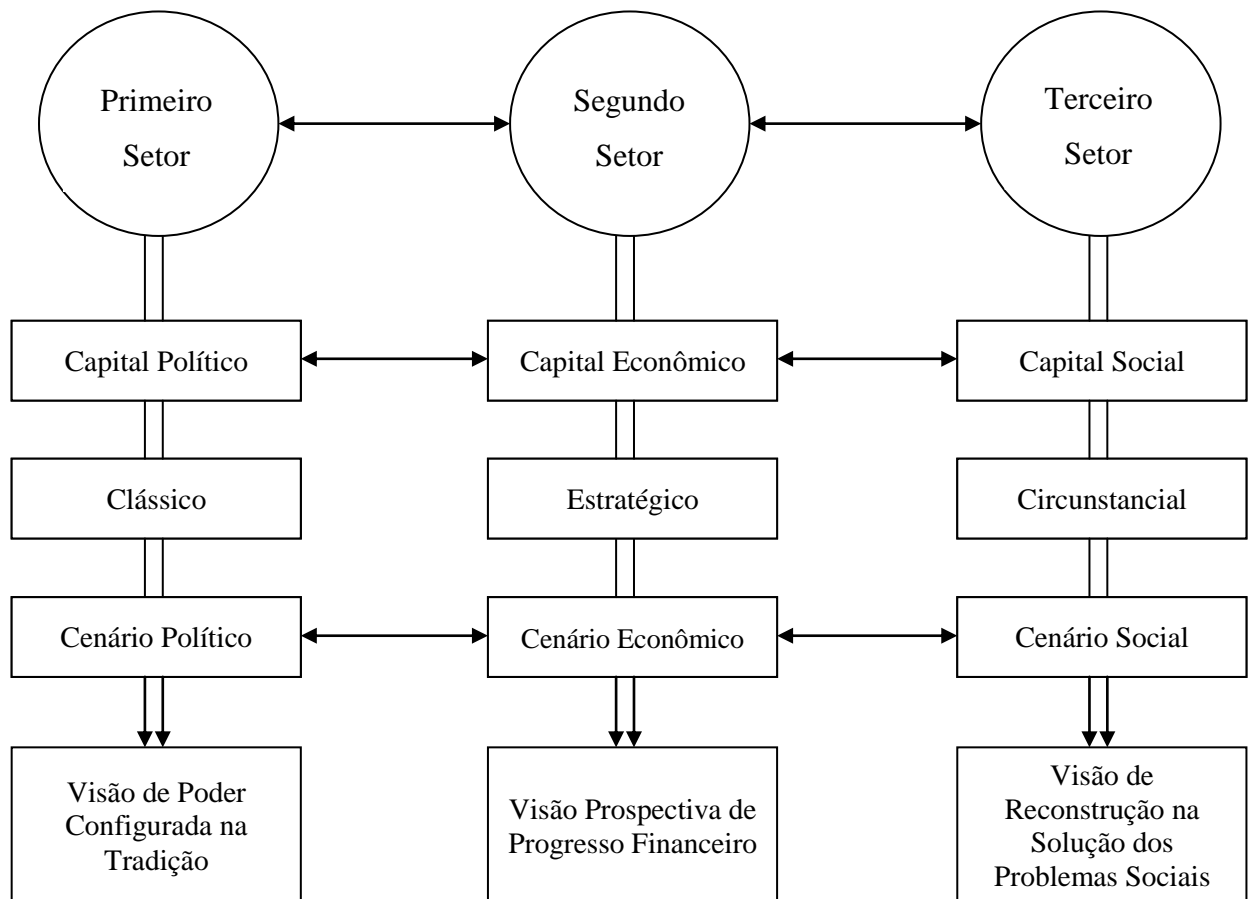 Primeiro
Setor
Segundo
Setor
Terceiro
Setor
Capital Político
Capital Econômico
Capital Social
Clássico
Estratégico
Circunstancial
Cenário Político
Cenário Econômico
Cenário Social
Visão de Poder
Configurada na
Tradição
Visão Prospectiva de
Progresso Financeiro
Visão de
Reconstrução na
Solução dos
Problemas Sociais